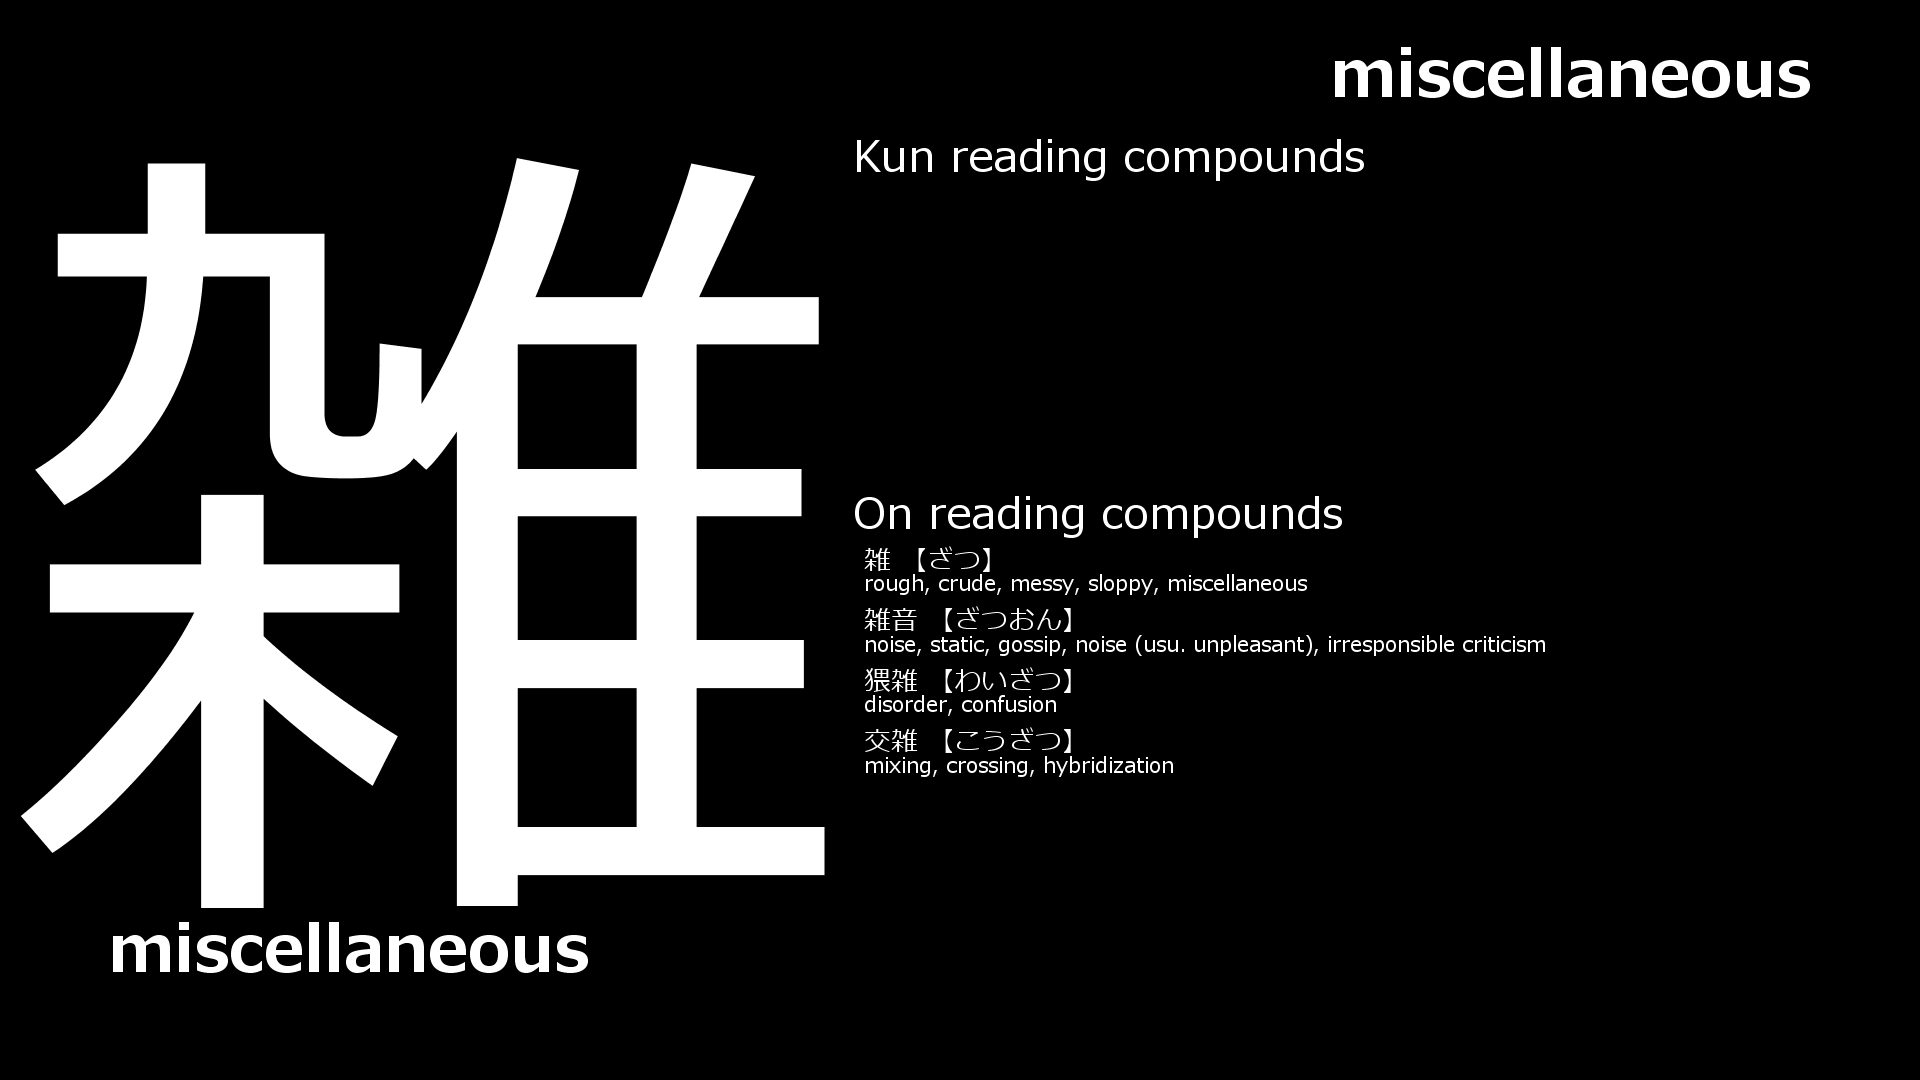 miscellaneous
雑
miscellaneous
Kun reading compounds
On reading compounds
雑 【ざつ】
rough, crude, messy, sloppy, miscellaneous
雑音 【ざつおん】
noise, static, gossip, noise (usu. unpleasant), irresponsible criticism
猥雑 【わいざつ】
disorder, confusion
交雑 【こうざつ】
mixing, crossing, hybridization